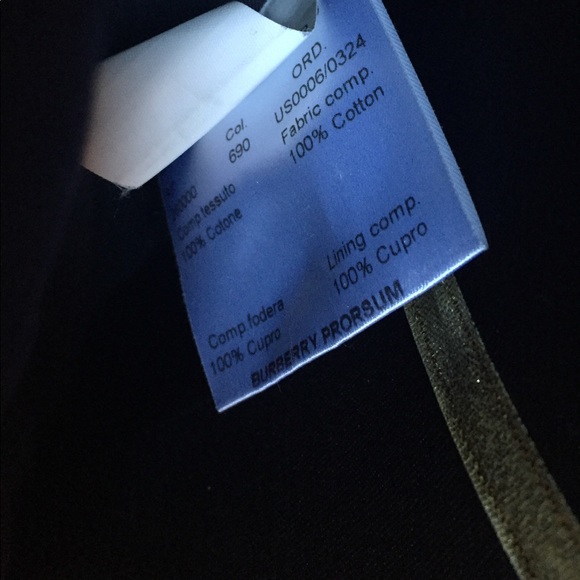 ORD.
US0006/0324
Col.
690
Fabric comp.
100% Cotton
Comp.tessuto
100% Cotone
Lining comp.
100% Cupro
Comp.fodera
100% Cupro
BURBERRY PRORSUM